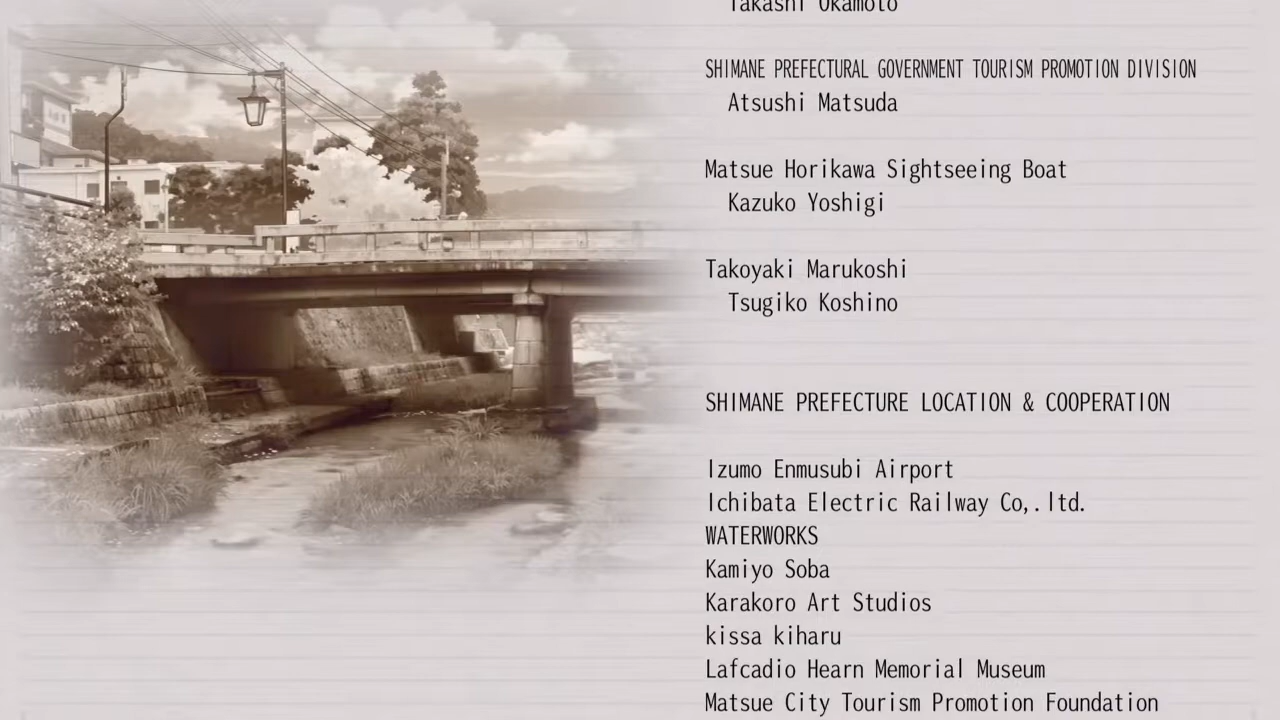 Takashi Okamoto
SHIMANE PREFECTURAL GOVERNMENT TOURISM PROMOTION DIVISION
Atsushi Matsuda
Matsue Horikawa Sightseeing Boat
Kazuko Yoshigi
Takoyaki Marukoshi
Tsugiko Koshino
SHIMANE PREFECTURE LOCATION & COOPERATION
Izumo Enmusubi Airport
Ichibata Electric Railway Co,.ltd.
WATERWORKS
Kamiyo Soba
Karakoro Art Studios
kissa kiharu
Lafcadio Hearn Memorial Museum
Matsue City Tourism Promotion Foundation